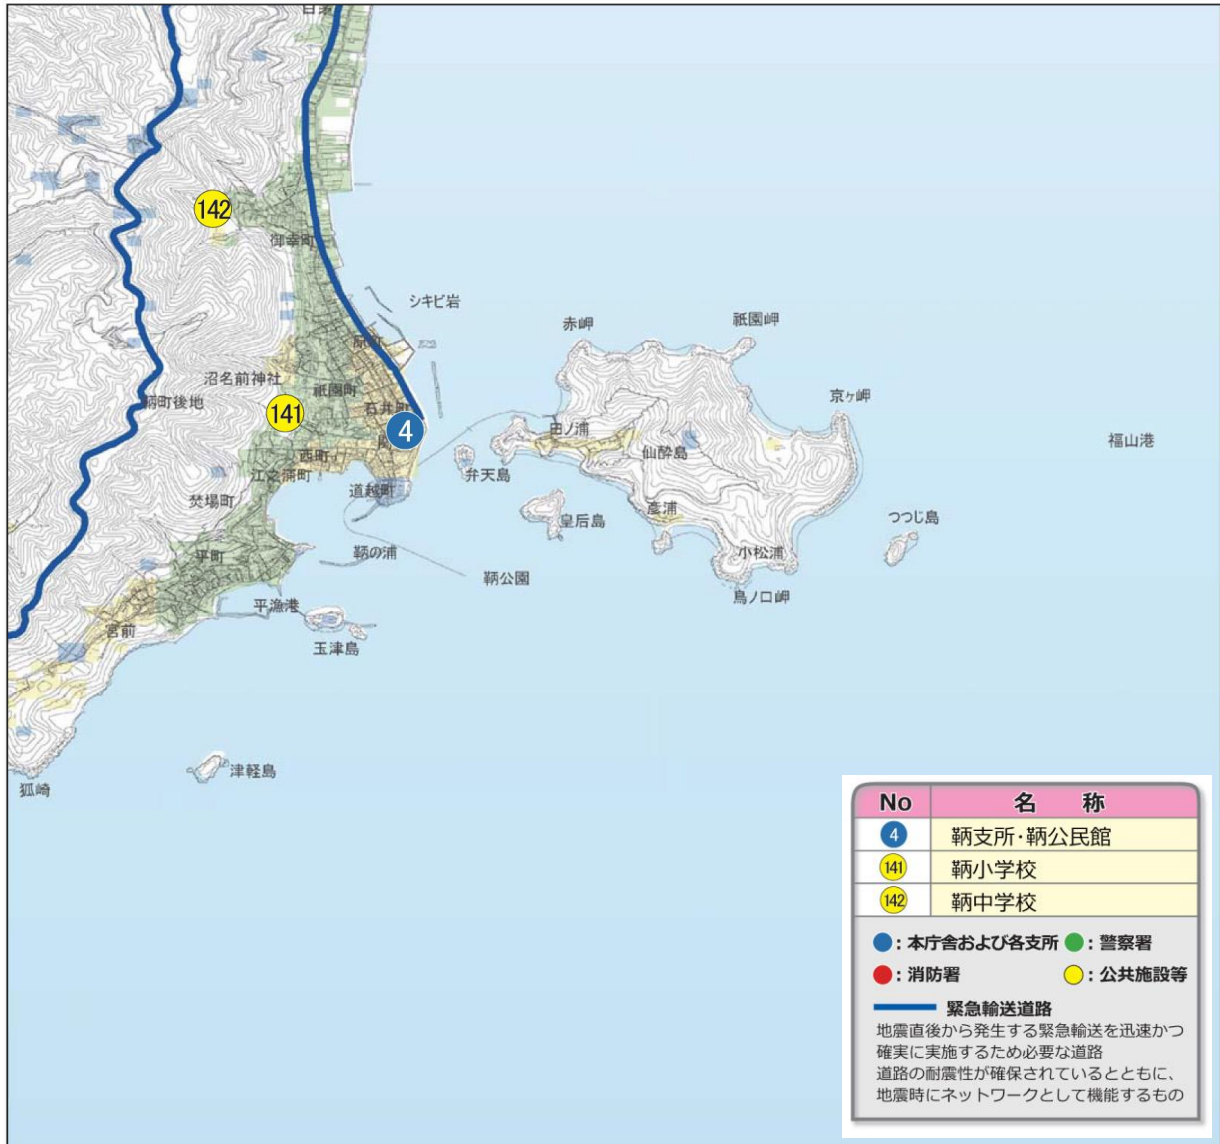 142
御幸町
シキビ岩
赤岬
祇園岬
原町
沼名前神社
祇園町
鞆町後地
141
石井町
4
京ヶ岬
田ノ浦
仙酔島
福山港
西町
江之浦町
弁天島
道越町
焚場町
皇后島
彦浦
つつじ島
平町
鞆の浦
鞆公園
小松浦
鳥ノ口岬
平漁港
宮前
玉津島
津軽島
狐崎
No 名 称
4 鞆支所・鞆公民館
141 鞆小学校
142 鞆中学校
:本庁舎および各支所 :警察署
:消防署 :公共施設等
緊急輸送道路
地震直後から発生する緊急輸送を迅速かつ
確実に実施するため必要な道路
道路の耐震性が確保されているとともに、
地震時にネットワークとして機能するもの